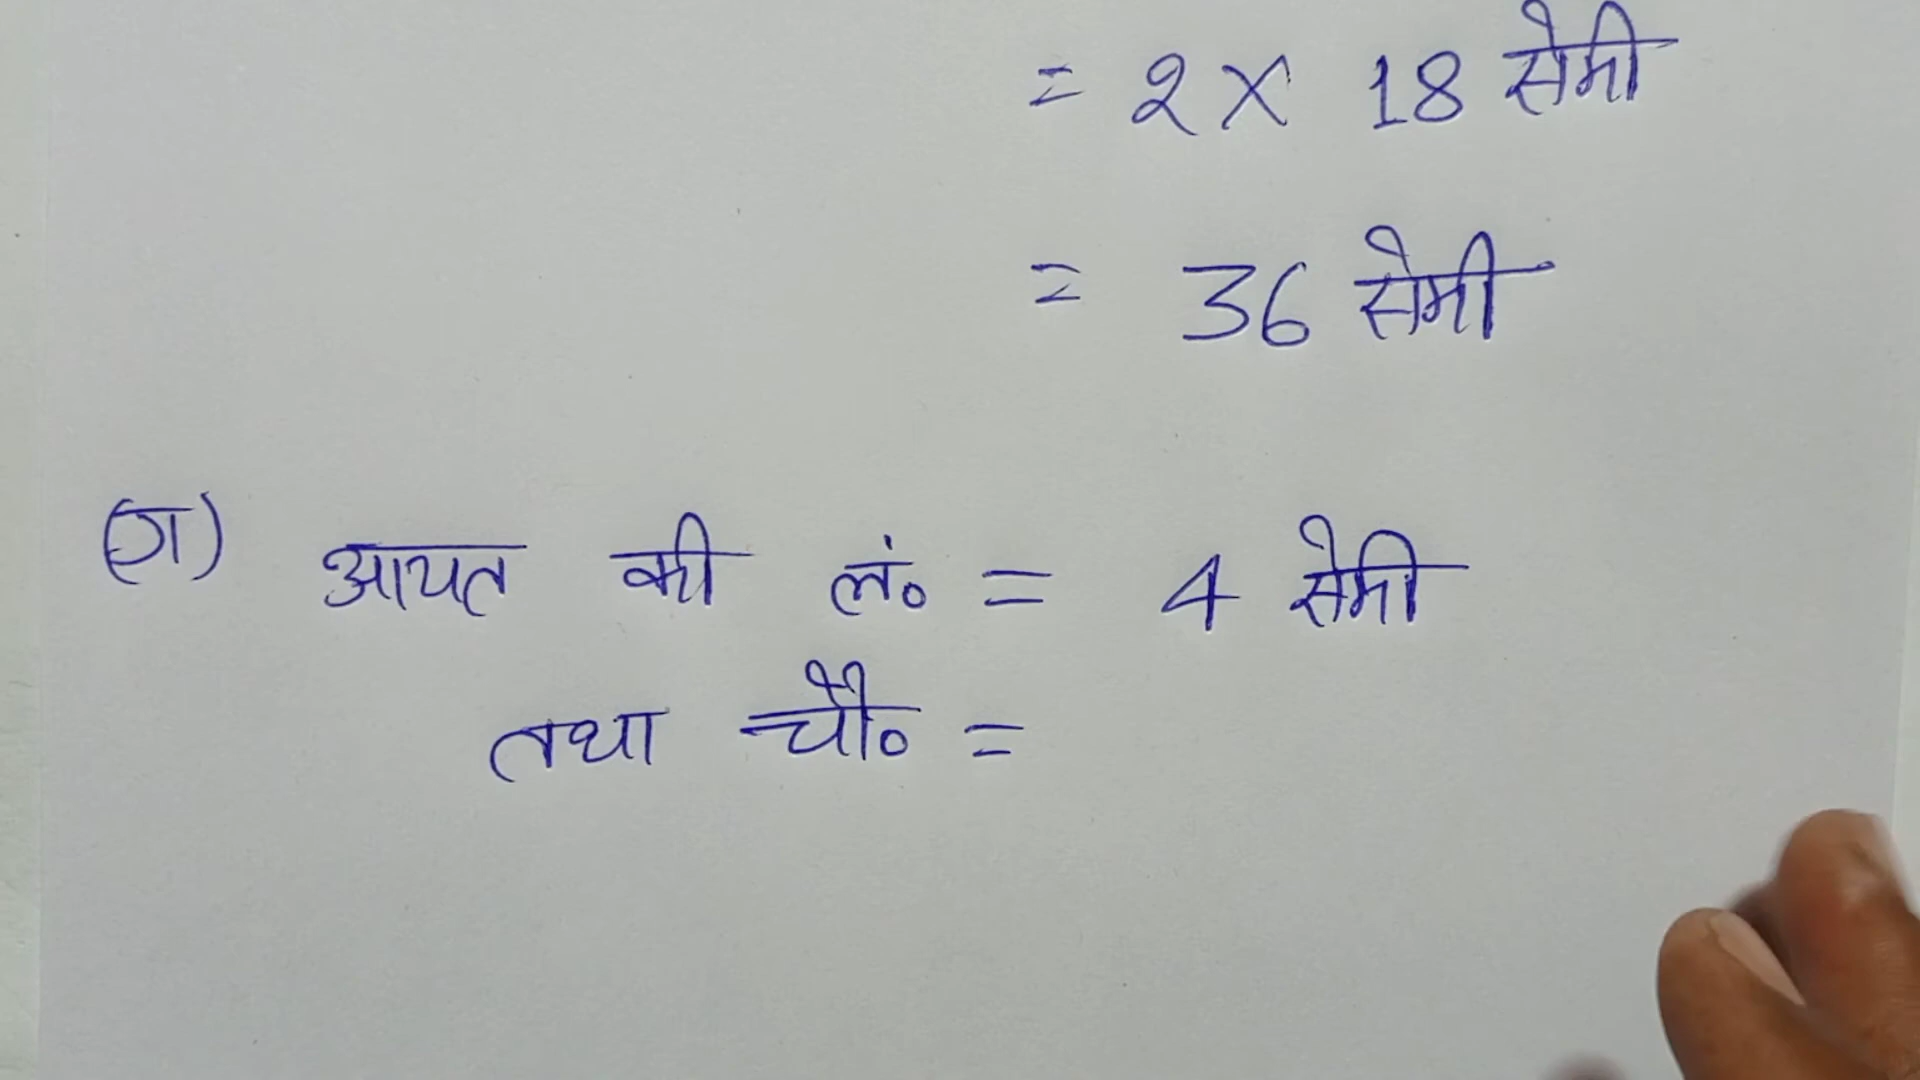 = 2 × 18 सेमी
= 36 सेमी
(ग) आयत की लं० = 4 सेमी
तथा चौ० =